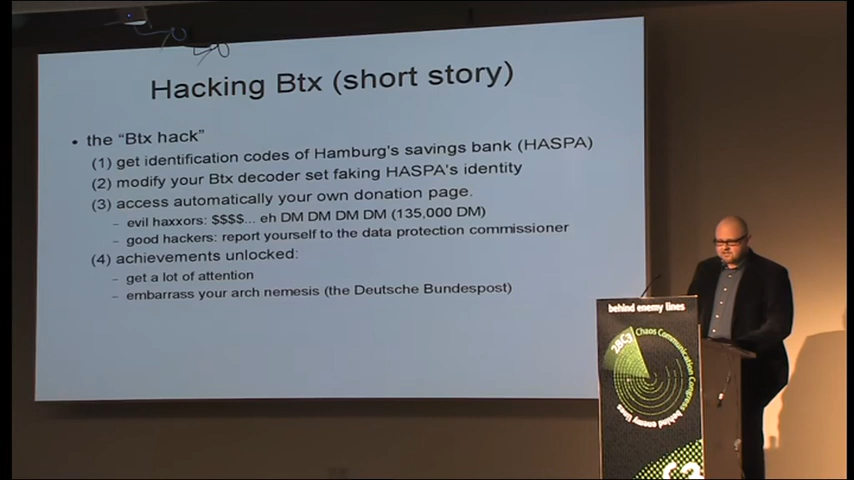 Hacking Btx (short story)
• the "Btx hack"
(1) get identification codes of Hamburg's savings bank (HASPA)
(2) modify your Btx decoder set faking HASPA's identity
(3) access automatically your own donation page.
– evil haxxors: $$$$... eh DM DM DM DM (135,000 DM)
– good hackers: report yourself to the data protection commissioner
(4) achievements unlocked:
– get a lot of attention
– embarrass your arch nemesis (the Deutsche Bundespost)
behind enemy lines
28C3
Chaos Communication Congress
behind enemy lines